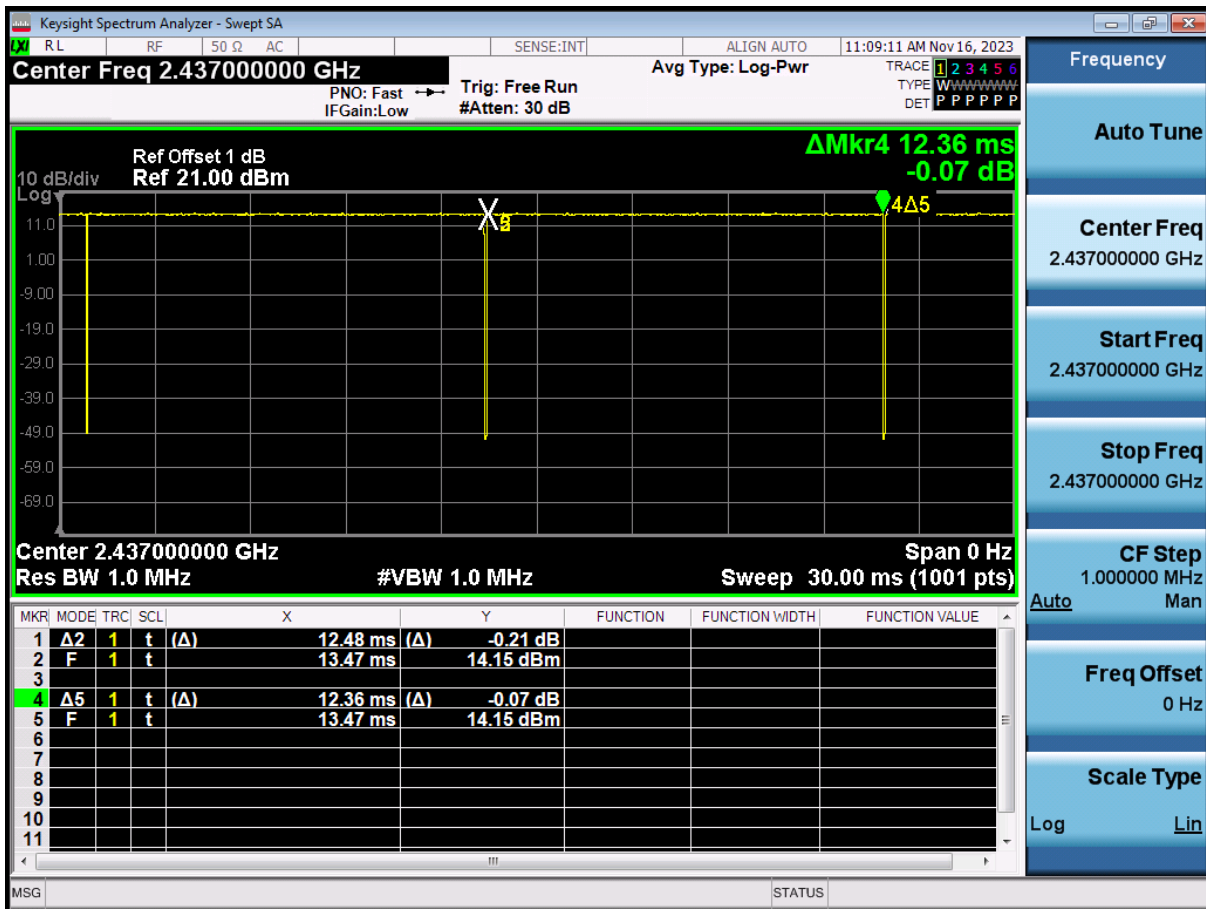 Keysight Spectrum Analyzer - Swept SA
LXI RL RF 50 Ω AC SENSE:INT ALIGN AUTO 11:09:11 AM Nov 16, 2023
Center Freq 2.437000000 GHz
PNO: Fast
IFGain:Low
Trig: Free Run
#Atten: 30 dB
Avg Type: Log-Pwr
TRACE 1 2 3 4 5 6
TYPE WWWWWW
DET P P P P P P
Ref Offset 1 dB
Ref 21.00 dBm
10 dB/div
Log
ΔMkr4 12.36 ms
-0.07 dB
4Δ5
11.0
1.00
-9.00
-19.0
-29.0
-39.0
-49.0
-59.0
-69.0
Center 2.437000000 GHz Span 0 Hz
Res BW 1.0 MHz #VBW 1.0 MHz Sweep 30.00 ms (1001 pts)
MKR MODE TRC SCL X Y FUNCTION FUNCTION WIDTH FUNCTION VALUE
1 Δ2 1 t (Δ) 12.48 ms (Δ) -0.21 dB
2 F 1 t 13.47 ms 14.15 dBm
3
4 Δ5 1 t (Δ) 12.36 ms (Δ) -0.07 dB
5 F 1 t 13.47 ms 14.15 dBm
6
7
8
9
10
11
MSG STATUS
Frequency
Auto Tune
Center Freq
2.437000000 GHz
Start Freq
2.437000000 GHz
Stop Freq
2.437000000 GHz
CF Step
1.000000 MHz
Auto Man
Freq Offset
0 Hz
Scale Type
Log Lin